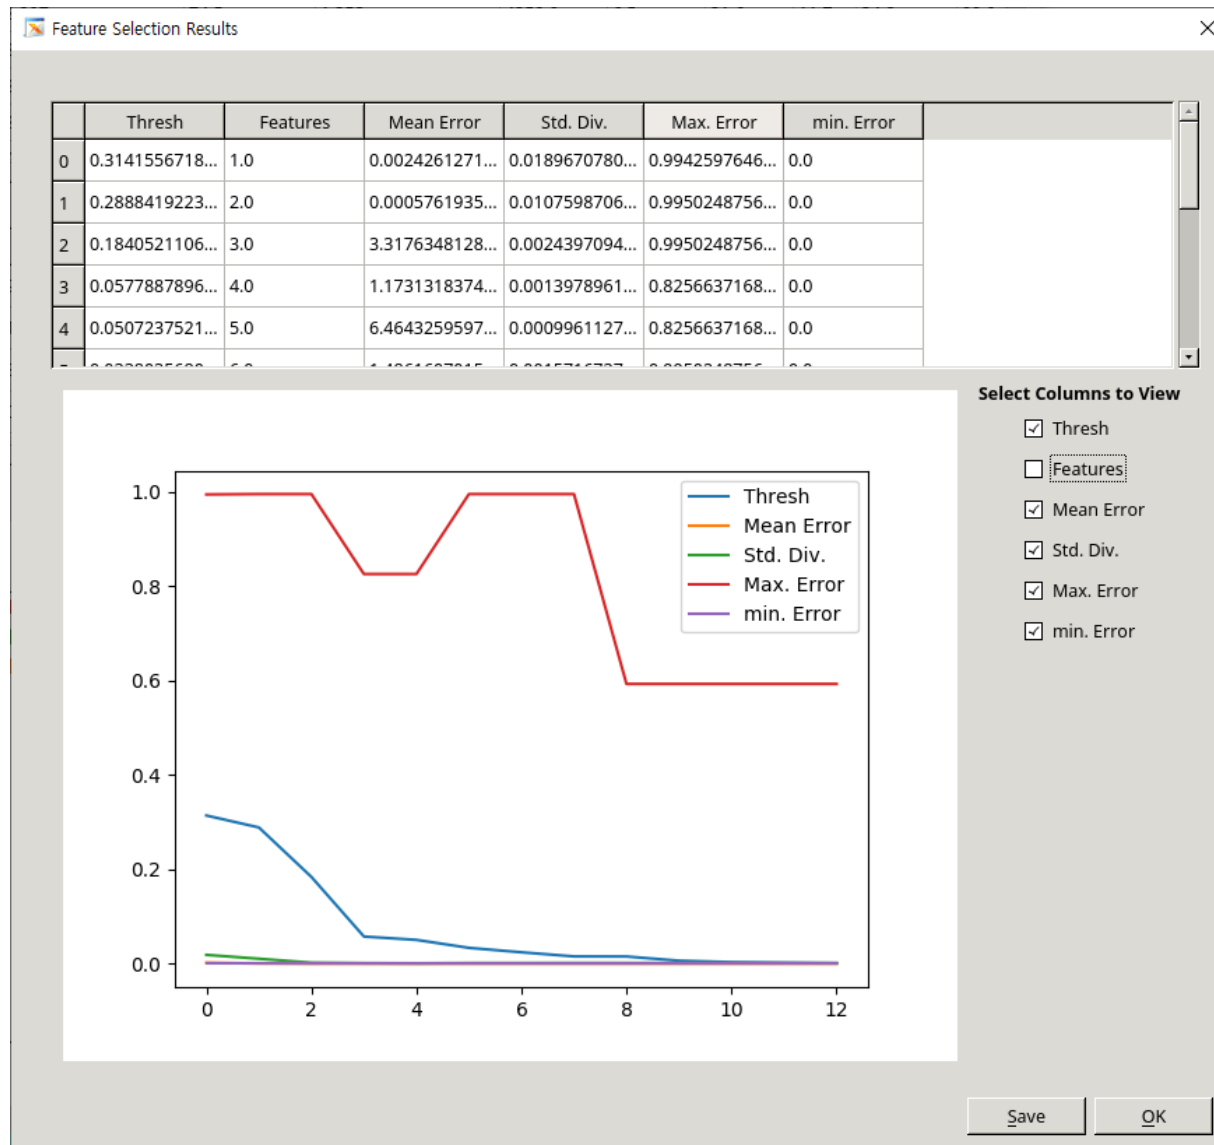 Feature Selection Results
Thresh Features Mean Error Std. Div. Max. Error min. Error
0 0.3141556718... 1.0 0.0024261271... 0.0189670780... 0.9942597646... 0.0
1 0.2888419223... 2.0 0.0005761935... 0.0107598706... 0.9950248756... 0.0
2 0.1840521106... 3.0 3.3176348128... 0.0024397094... 0.9950248756... 0.0
3 0.0577887896... 4.0 1.1731318374... 0.0013978961... 0.8256637168... 0.0
4 0.0507237521... 5.0 6.4643259597... 0.0009961127... 0.8256637168... 0.0
Select Columns to View
Thresh
Features
Mean Error
Std. Div.
Max. Error
min. Error
1.0
0.8
0.6
0.4
0.2
0.0
0 2 4 6 8 10 12
Thresh
Mean Error
Std. Div.
Max. Error
min. Error
Save OK